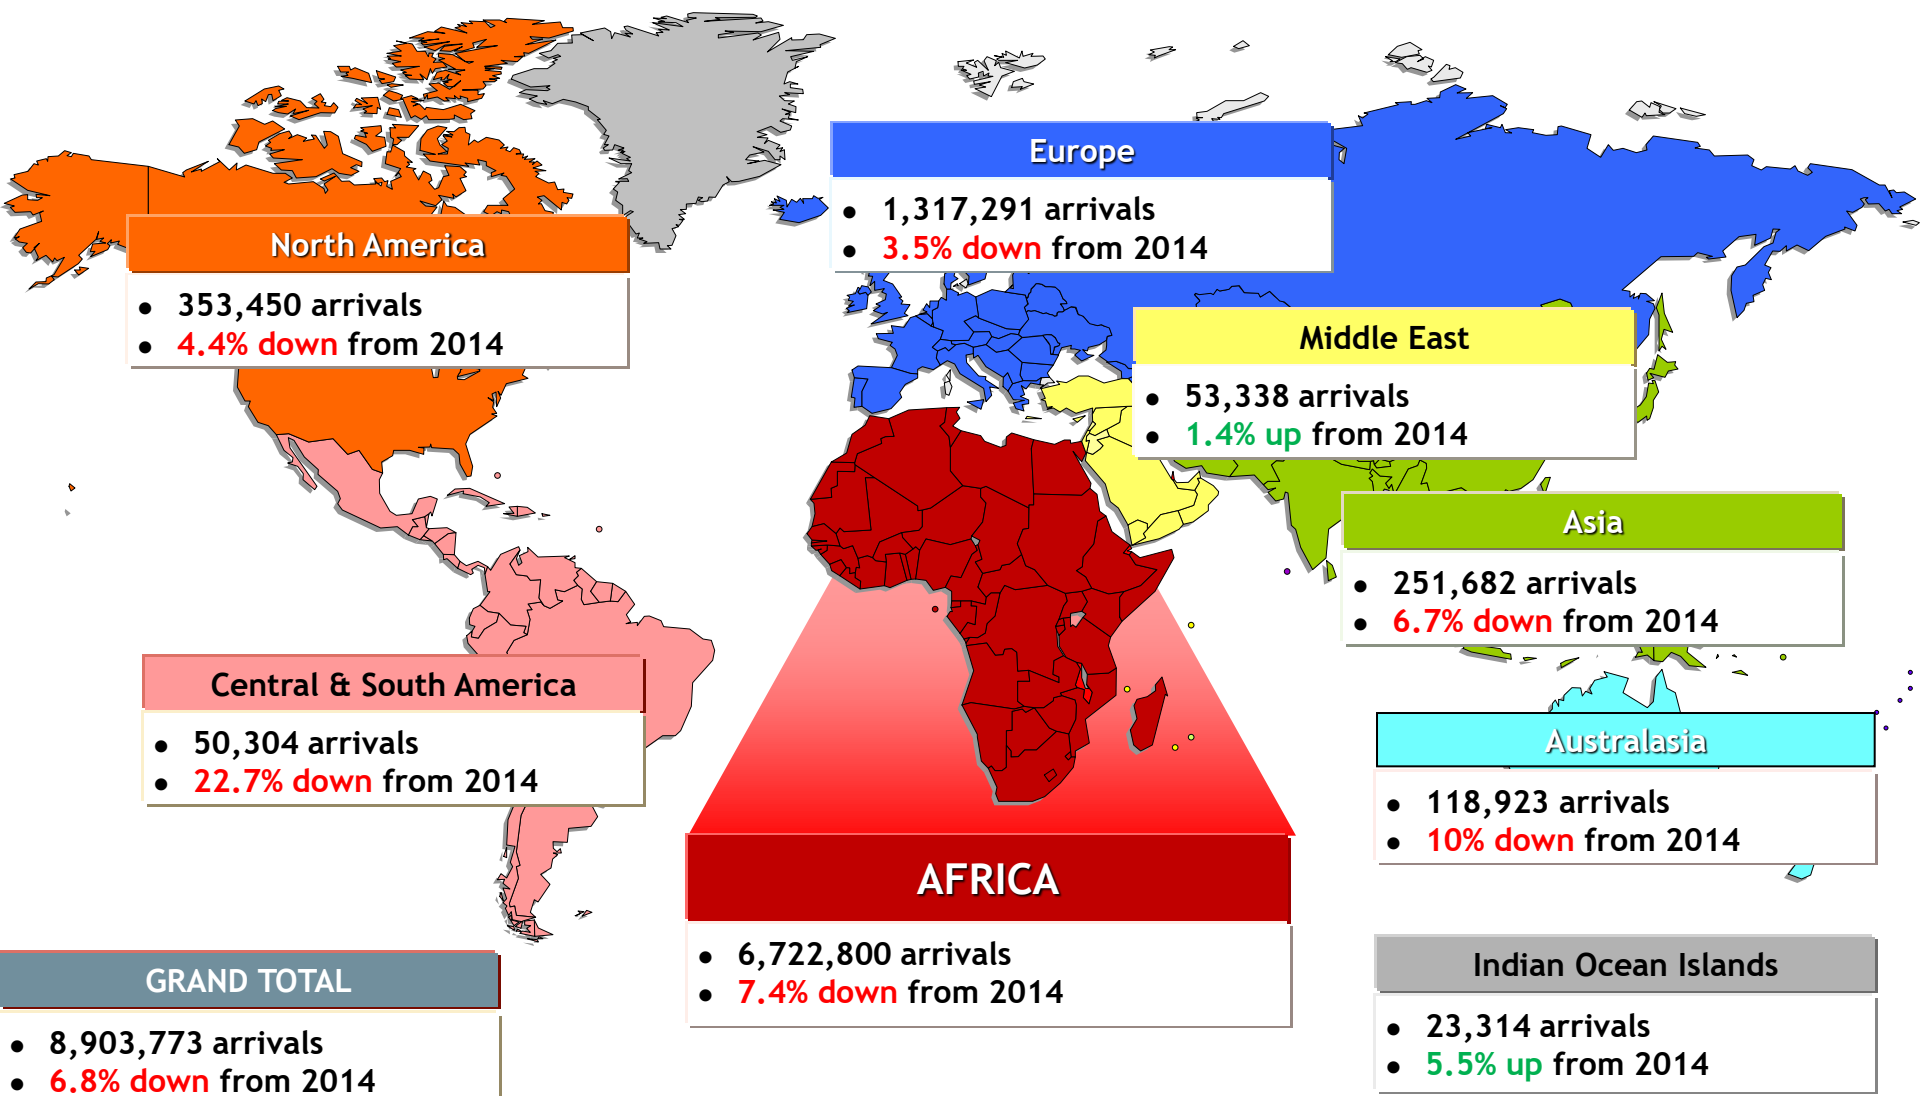 Europe
● 1,317,291 arrivals
● 3.5% down from 2014
North America
● 353,450 arrivals
● 4.4% down from 2014
Middle East
● 53,338 arrivals
● 1.4% up from 2014
Asia
● 251,682 arrivals
● 6.7% down from 2014
Central & South America
● 50,304 arrivals
● 22.7% down from 2014
Australasia
● 118,923 arrivals
● 10% down from 2014
AFRICA
● 6,722,800 arrivals
● 7.4% down from 2014
Indian Ocean Islands
● 23,314 arrivals
● 5.5% up from 2014
GRAND TOTAL
● 8,903,773 arrivals
● 6.8% down from 2014